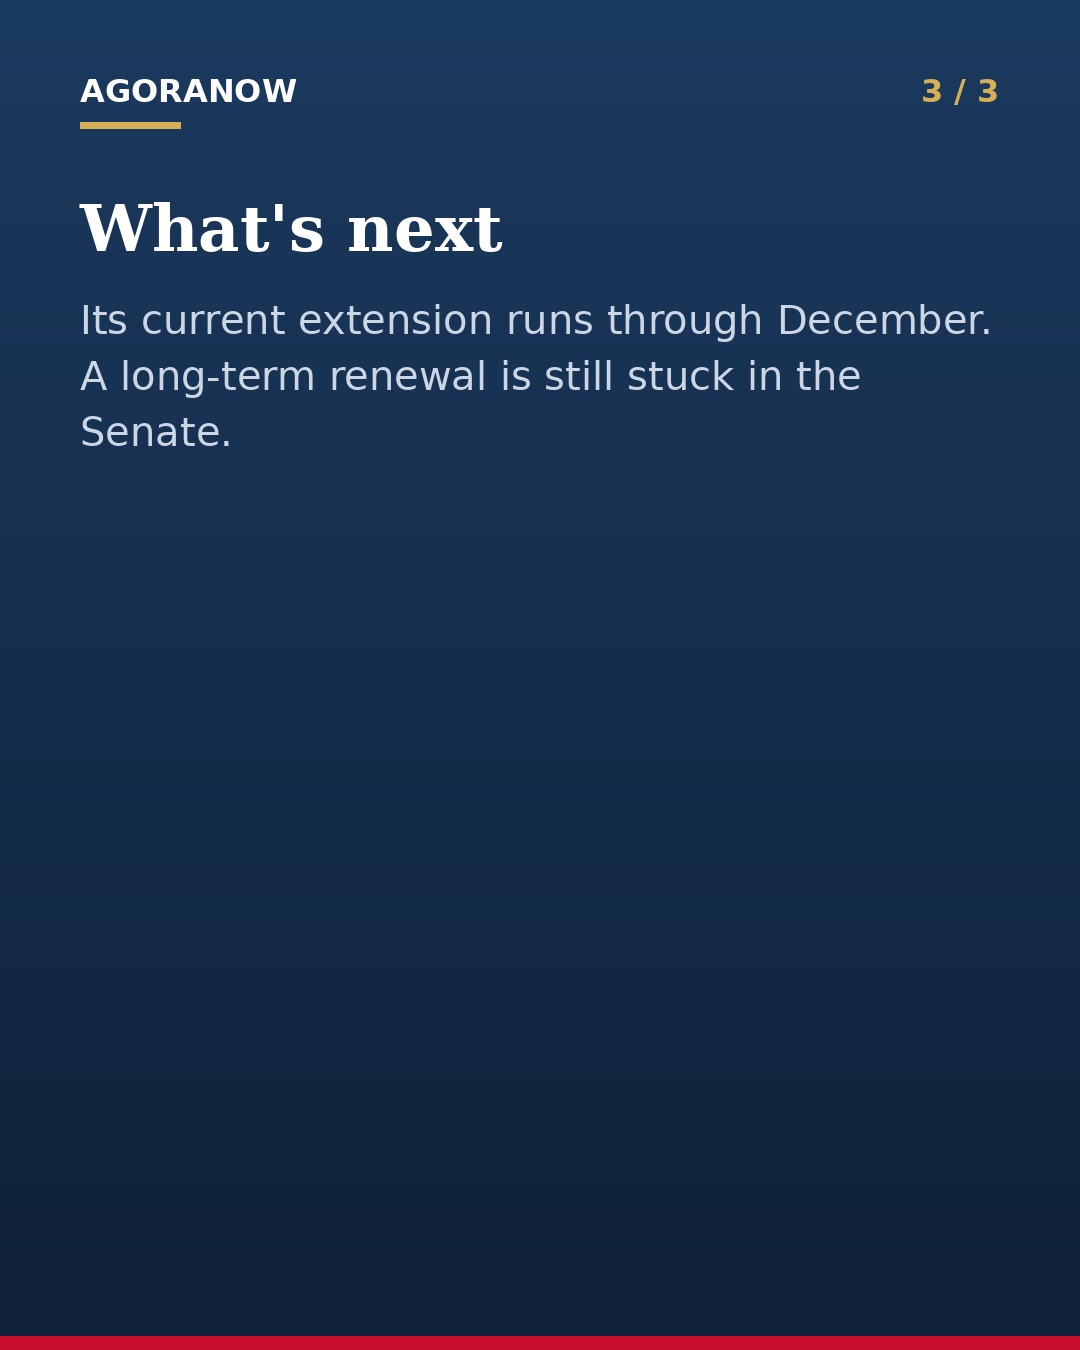 AGORANOW
3 / 3
What's next
Its current extension runs through December.
A long-term renewal is still stuck in the
Senate.